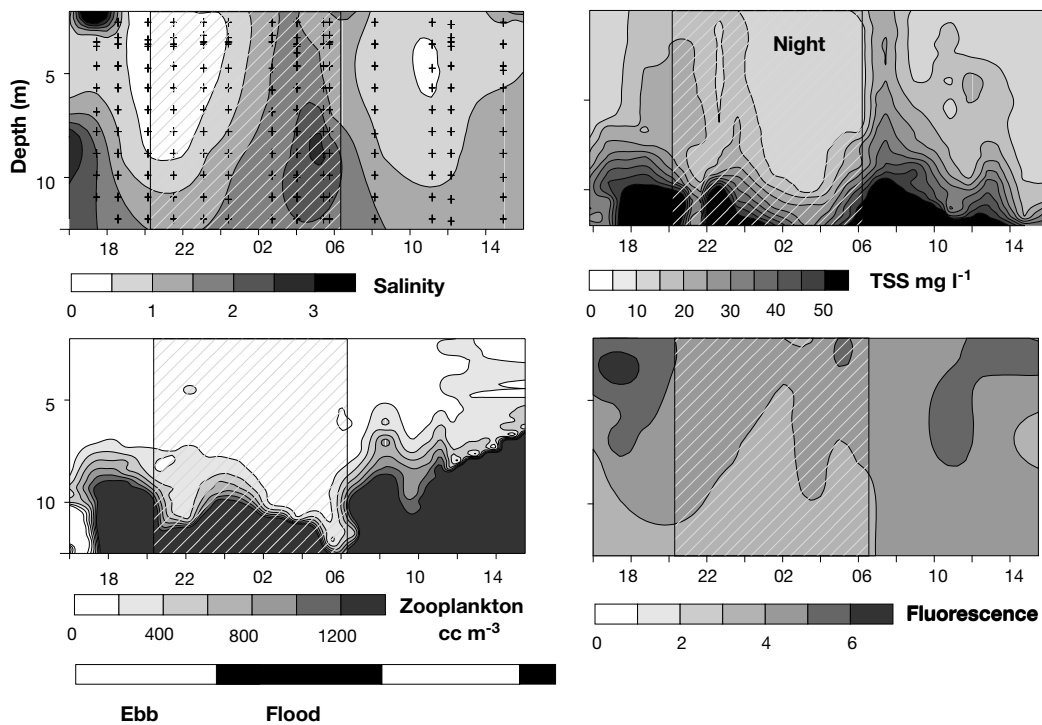 Night
5
10
Depth (m)
18 22 02 06 10 14
18 22 02 06 10 14
Salinity
TSS mg l-1
0 1 2 3
0 10 20 30 40 50
5
10
18 22 02 06 10 14
18 22 02 06 10 14
Zooplankton
cc m-3
Fluorescence
0 400 800 1200
0 2 4 6
Ebb Flood